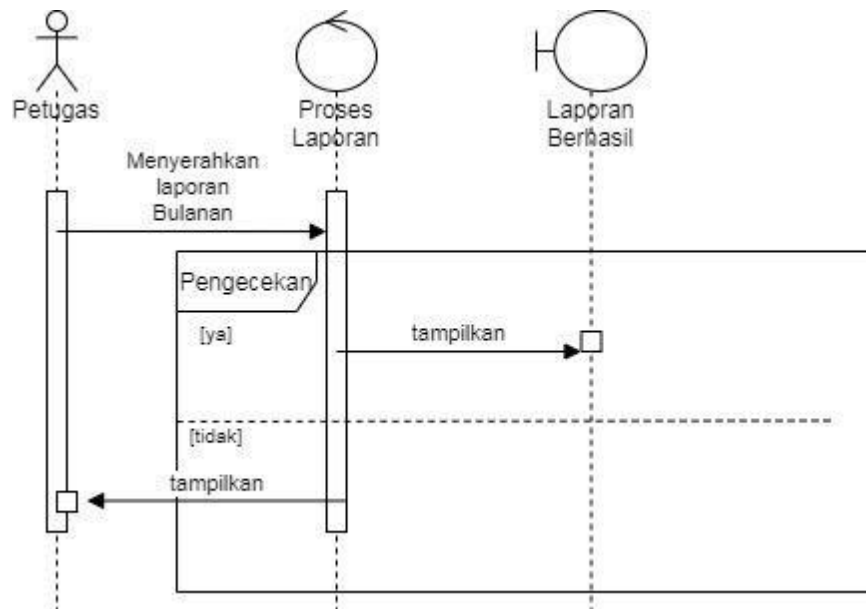 Petugas
Proses
Laporan
Laporan
Berhasil
Menyerahkan
laporan
Bulanan
Pengecekan
[ya]
tampilkan
[tidak]
tampilkan